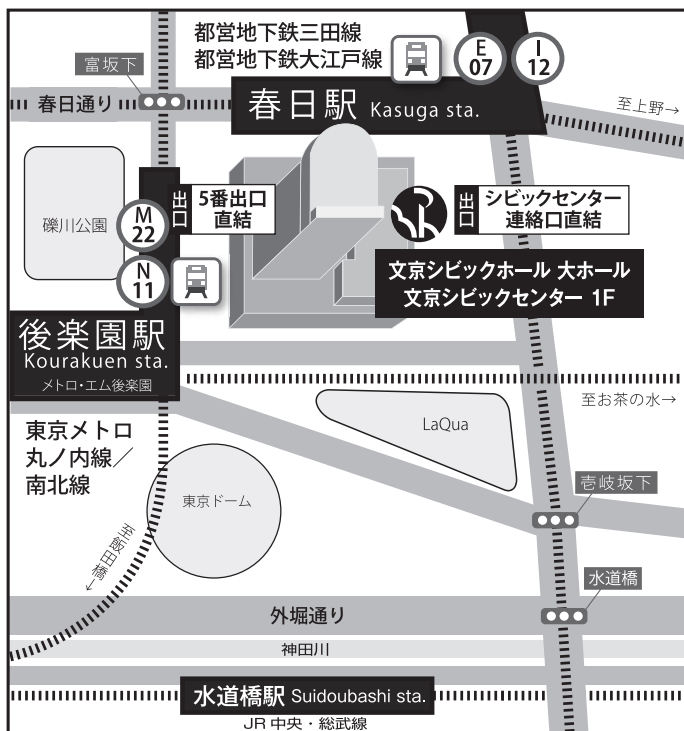 都営地下鉄三田線
都営地下鉄大江戸線
E
07
I
12
富坂下
春日通り
春日駅 Kasuga sta.
至上野→
礫川公園
M
22
出口
5番出口
直結
出口
シビックセンター
連絡口直結
N
11
文京シビックホール 大ホール
文京シビックセンター 1F
後楽園駅
Kourakuen sta.
メトロ・エム後楽園
至お茶の水→
東京メトロ
丸ノ内線／
南北線
LaQua
東京ドーム
壱岐坂下
至飯田橋→
水道橋
外堀通り
神田川
水道橋駅 Suidoubashi sta.
JR 中央・総武線